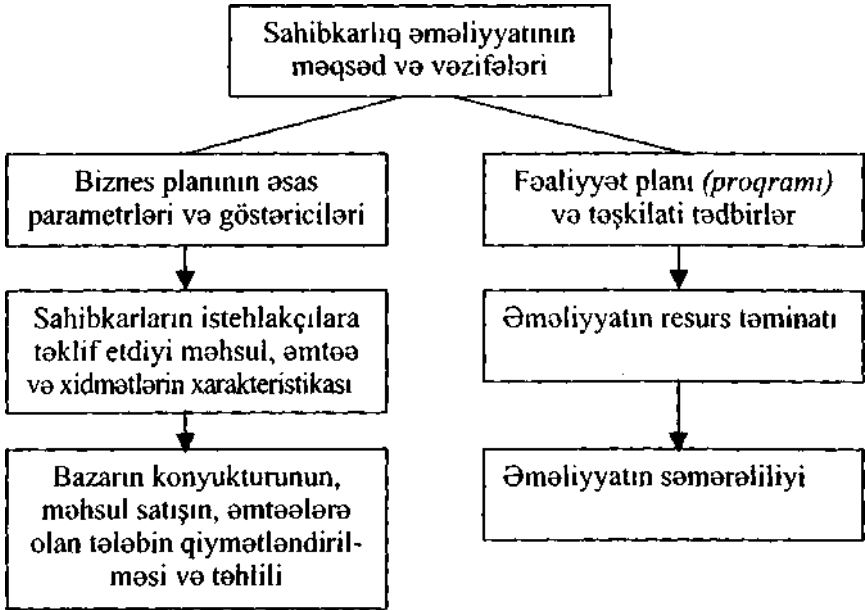 Sahibkarlıq əməliyyatının
məqsəd və vəzifələri
Biznes planının əsas
parametrləri və göstəriciləri
Fəaliyyət planı (proqramı)
və təşkilati tədbirlər
Sahibkarların istehlakçılara
təklif etdiyi məhsul, əmtəə
və xidmətlərin xarakteristikası
Əməliyyatın resurs təminatı
Bazarın konyukturunun,
məhsul satışın, əmtəələrə
olan tələbin qiymətləndiril-
məsi və təhlili
Əməliyyatın səmərəliliyi